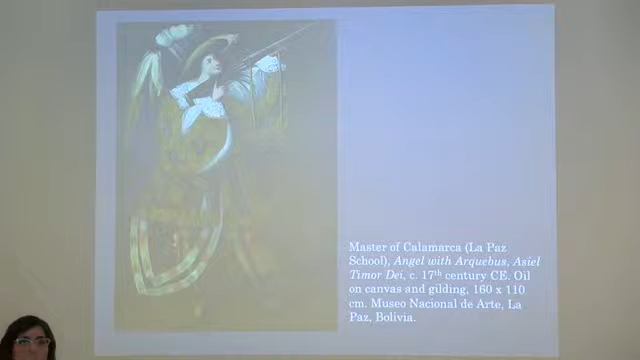 Master of Calamarca (La Paz
School), Angel with Arquebus, Asiel
Timor Dei, c. 17th century CE. Oil
on canvas and gilding, 160 x 110
cm. Museo Nacional de Arte, La
Paz, Bolivia.